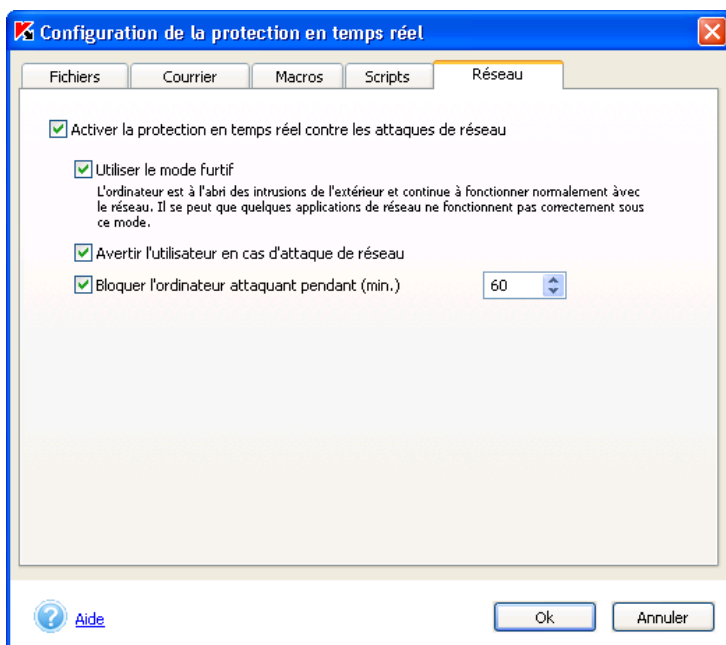 Configuration de la protection en temps réel
Fichiers Courrier Macros Scripts Réseau
Activer la protection en temps réel contre les attaques de réseau
Utiliser le mode furtif
L'ordinateur est à l'abri des intrusions de l'extérieur et continue à fonctionner normalement àvec
le réseau. Il se peut que quelques applications de réseau ne fonctionnent pas correctement sous
ce mode.
Avertir l'utilisateur en cas d'attaque de réseau
Bloquer l'ordinateur attaquant pendant (min.) 60
Aide Ok Annuler